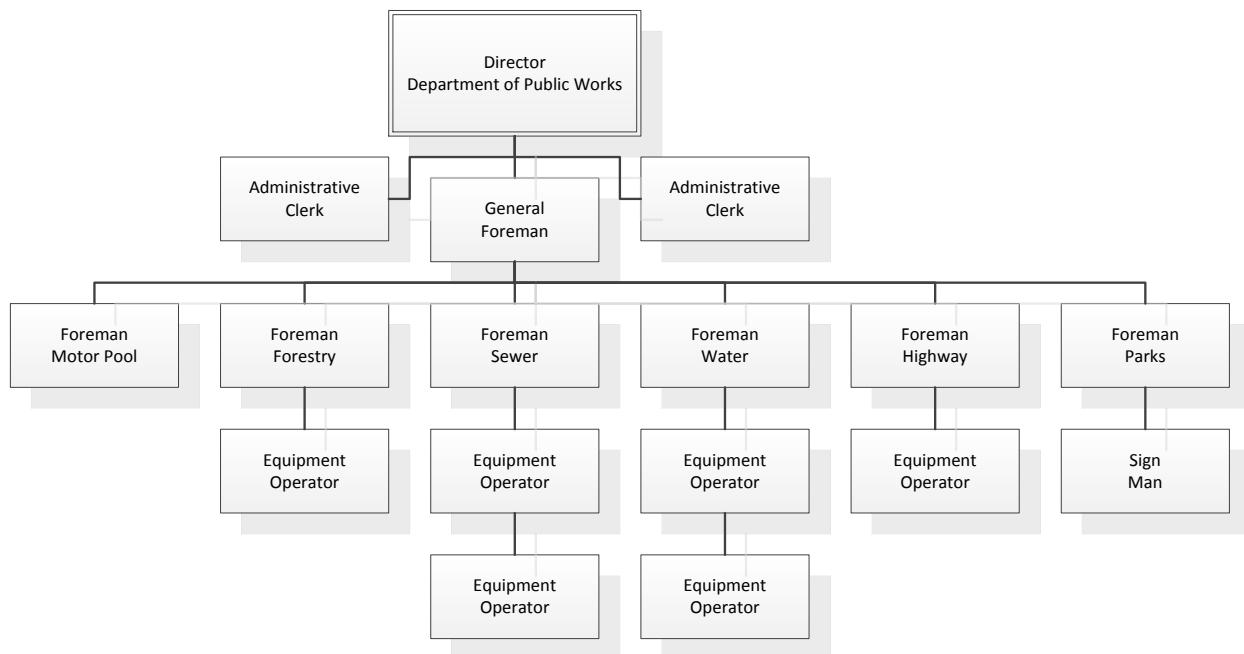 Director
Department of Public Works
Administrative
Clerk
General
Foreman
Administrative
Clerk
Foreman
Motor Pool
Foreman
Forestry
Foreman
Sewer
Foreman
Water
Foreman
Highway
Foreman
Parks
Equipment
Operator
Equipment
Operator
Equipment
Operator
Equipment
Operator
Sign
Man
Equipment
Operator
Equipment
Operator